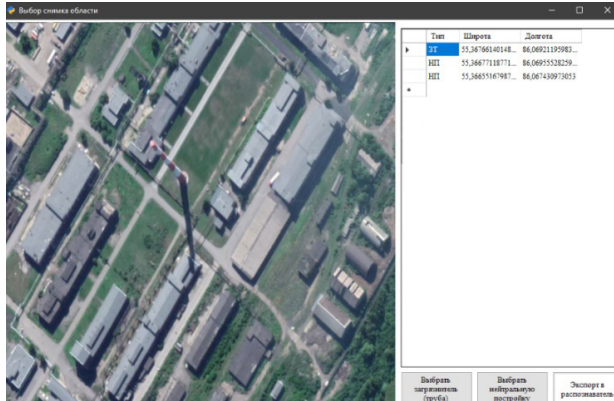 Выбор снимка области
Тип Широта Долгота
ЗТ 55,36766140148... 86,06921195983...
НП 55,36677118771... 86,06955528259...
НП 55,36655167987... 86,067430973053
Выбрать загрязнитель (труба)
Выбрать нейтральную постройку
Экспорт в распознаватель